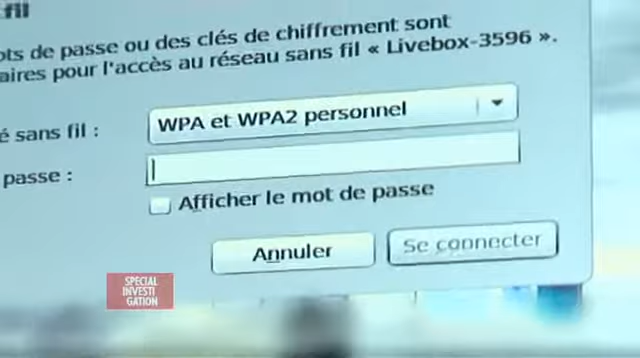 fil
ots de passe ou des clés de chiffrement sont
aires pour l'accès au réseau sans fil « Livebox-3596 ».
é sans fil : WPA et WPA2 personnel
passe :
Afficher le mot de passe
Annuler Se connecter
SPECIAL
INVESTI
GATION